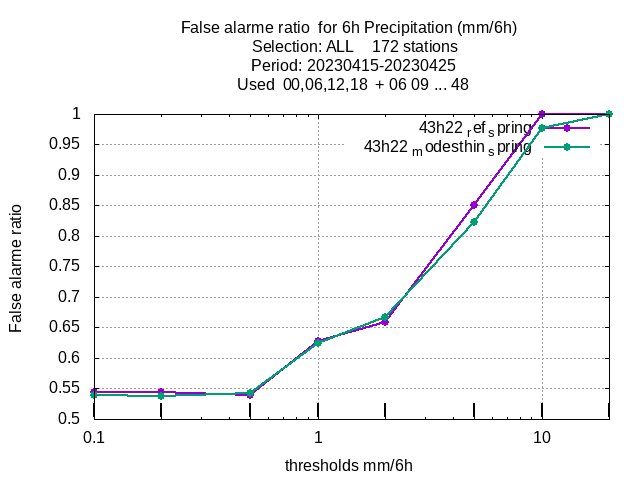 False alarme ratio  for 6h Precipitation (mm/6h)
Selection: ALL    172 stations
Period: 20230415-20230425
Used  00,06,12,18  + 06 09 ... 48
1
0.95
0.9
0.85
0.8
0.75
0.7
0.65
0.6
0.55
0.5
False alarme ratio
43h22 ref spring
43h22 modesthin spring
0.1
1
10
thresholds mm/6h